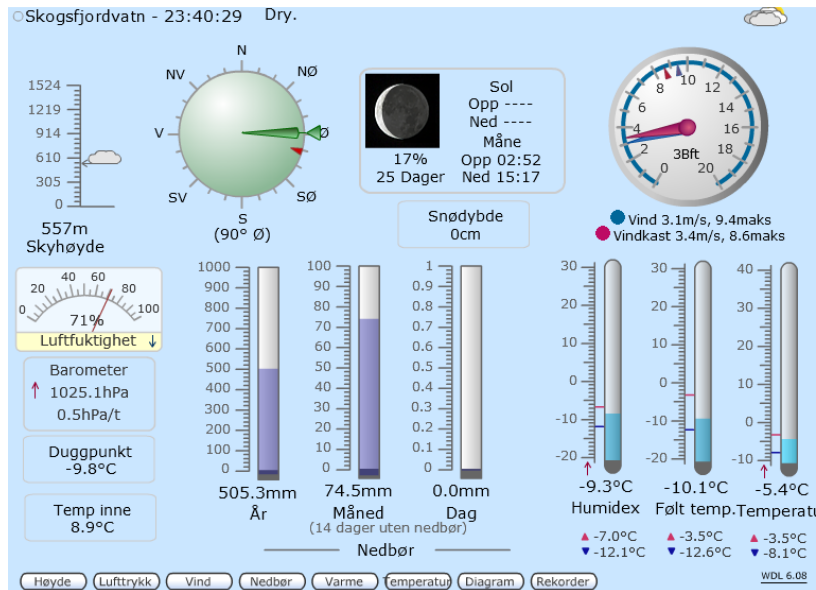 Skogsfjordvatn - 23:40:29 Dry.
N
NV NØ
V Ø
SV SØ
S
(90° Ø)
1524
1219
914
610
305
0
557m
Skyhøyde
Sol
Opp ----
Ned ----
Måne
17% Opp 02:52
25 Dager Ned 15:17
Snødybde
0cm
0 2 4 6 8 10 12 14 16 18 20
3Bft
Vind 3.1m/s, 9.4maks
Vindkast 3.4m/s, 8.6maks
0 20 40 60 80 100
71%
Luftfuktighet
Barometer
1025.1hPa
0.5hPa/t
Duggpunkt
-9.8°C
Temp inne
8.9°C
1000
900
800
700
600
500
400
300
200
100
0
505.3mm
År
100
90
80
70
60
50
40
30
20
10
0
74.5mm
Måned
(14 dager uten nedbør)
1
0.9
0.8
0.7
0.6
0.5
0.4
0.3
0.2
0.1
0
0.0mm
Dag
Nedbør
30
20
10
0
-10
-20
-9.3°C
Humidex
-7.0°C
-12.1°C
30
20
10
0
-10
-20
-10.1°C
Følt temp.
-3.5°C
-12.6°C
40
30
20
10
0
-10
-5.4°C
Temperatu
-3.5°C
-8.1°C
Høyde Lufttrykk Vind Nedbør Varme Temperatur Diagram Rekorder
WDL 6.08